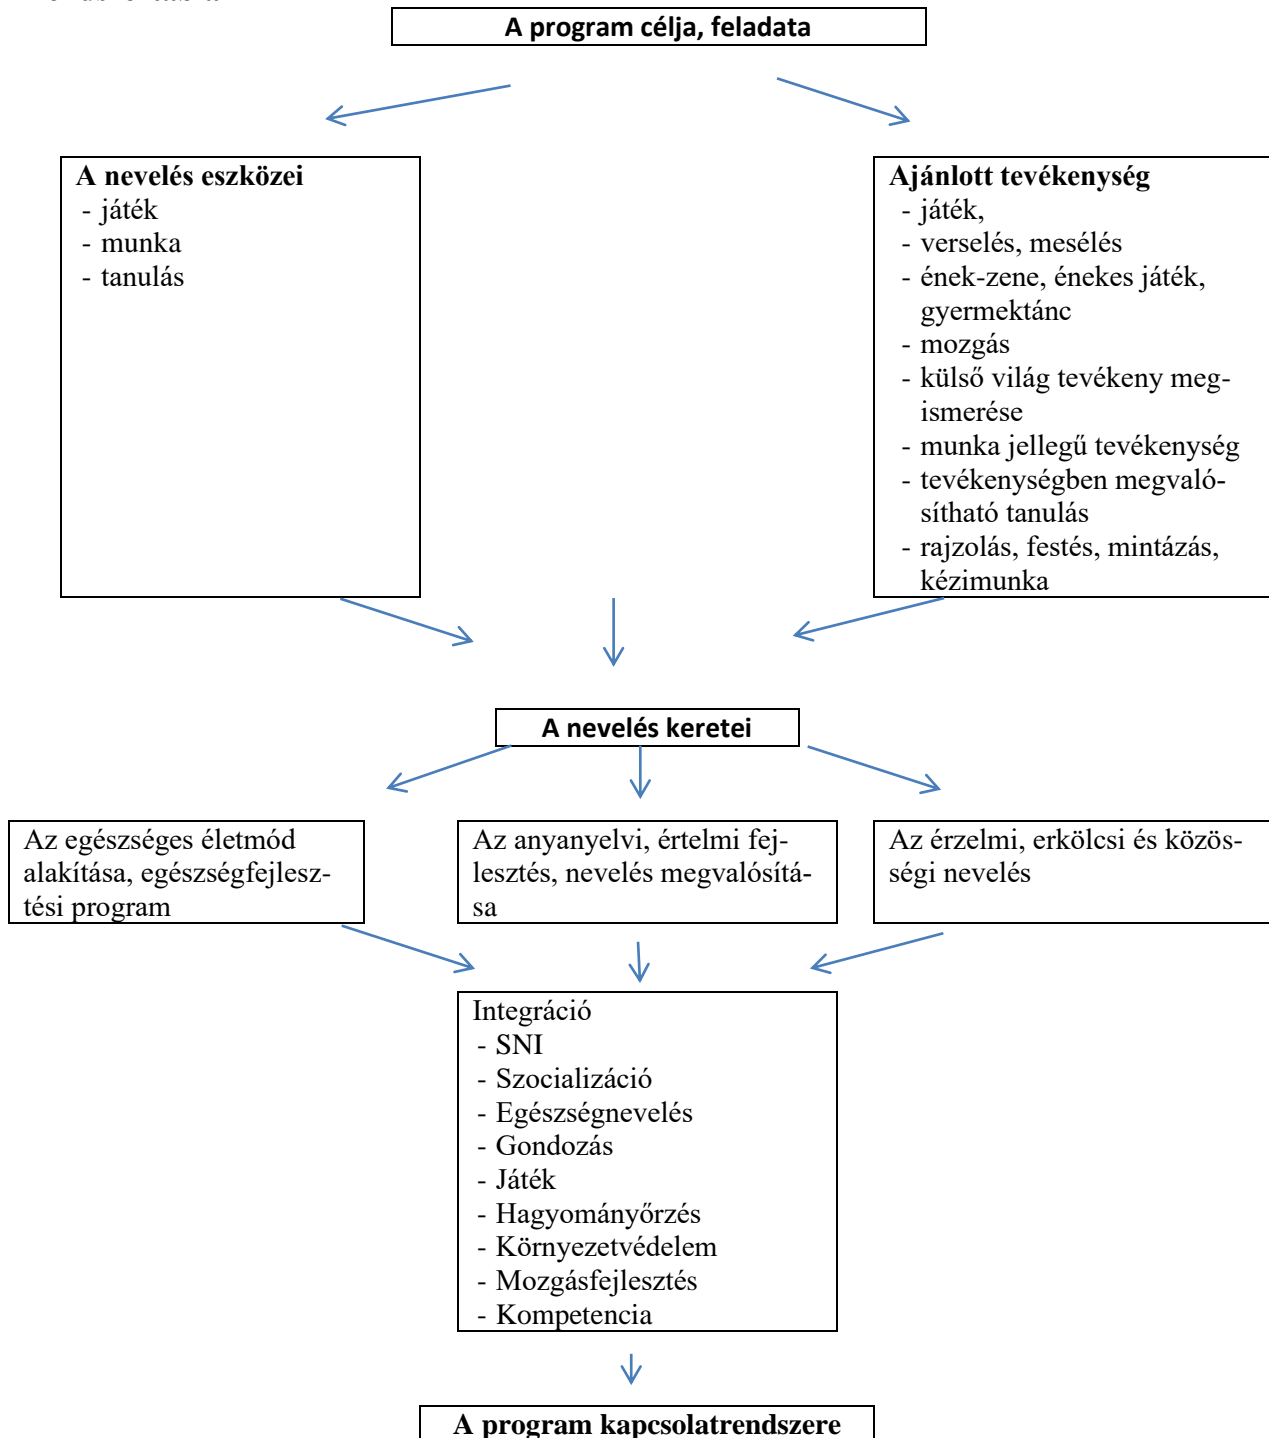 A program célja, feladata
A nevelés eszközei
- játék
- munka
- tanulás
Ajánlott tevékenység
- játék,
- verselés, mesélés
- ének-zene, énekes játék,
gyermektánc
- mozgás
- külső világ tevékeny meg-
ismerése
- munka jellegű tevékenység
- tevékenységben megvaló-
sítható tanulás
- rajzolás, festés, mintázás,
kézimunka
A nevelés keretei
Az egészséges életmód
alakítása, egészségfejlesz-
tési program
Az anyanyelvi, értelmi fej-
lesztés, nevelés megvalósítá-
sa
Az érzelmi, erkölcsi és közös-
ségi nevelés
Integráció
- SNI
- Szocializáció
- Egészségnevelés
- Gondozás
- Játék
- Hagyományőrzés
- Környezetvédelem
- Mozgásfejlesztés
- Kompetencia
A program kapcsolatrendszere